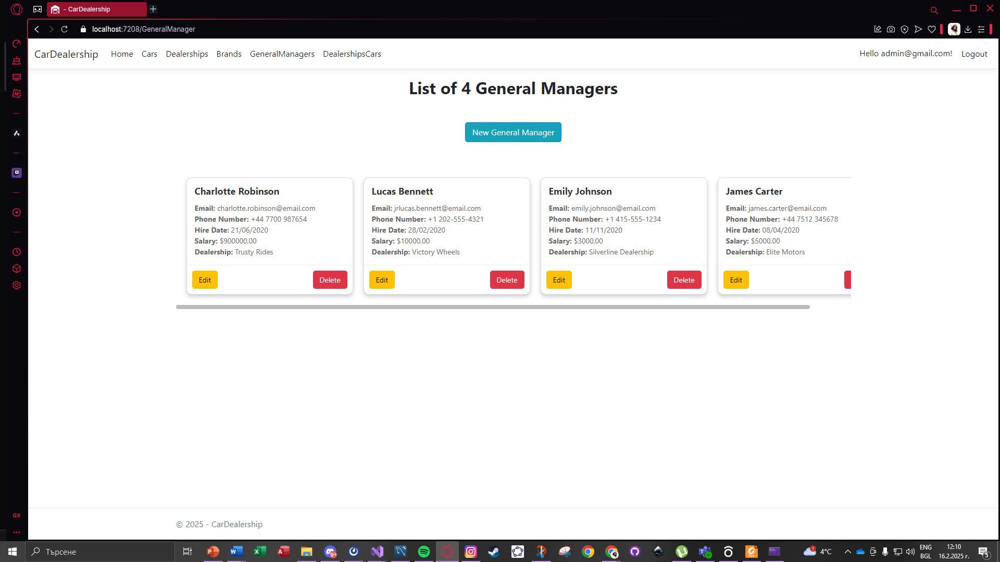 - CarDealership
localhost:7208/GeneralManager
CarDealership Home Cars Dealerships Brands GeneralManagers DealershipsCars Hello admin@gmail.com! Logout
List of 4 General Managers
New General Manager
Charlotte Robinson
Email: charlotte.robinson@email.com
Phone Number: +44 7700 987654
Hire Date: 21/06/2020
Salary: $900000,00
Dealership: Trusty Rides
Edit Delete
Lucas Bennett
Email: jrlucas.bennett@email.com
Phone Number: +1 202-555-4321
Hire Date: 28/02/2020
Salary: $10000,00
Dealership: Victory Wheels
Edit Delete
Emily Johnson
Email: emily.johnson@email.com
Phone Number: +1 415-555-1234
Hire Date: 11/11/2020
Salary: $3000,00
Dealership: Silverline Dealership
Edit Delete
James Carter
Email: james.carter@email.com
Phone Number: +44 7512 345678
Hire Date: 08/04/2020
Salary: $5000,00
Dealership: Elite Motors
Edit
© 2025 - CarDealership
GX
Търсене
9+
1
4°C
ENG
BGL
12:10
16.2.2025 г.
5